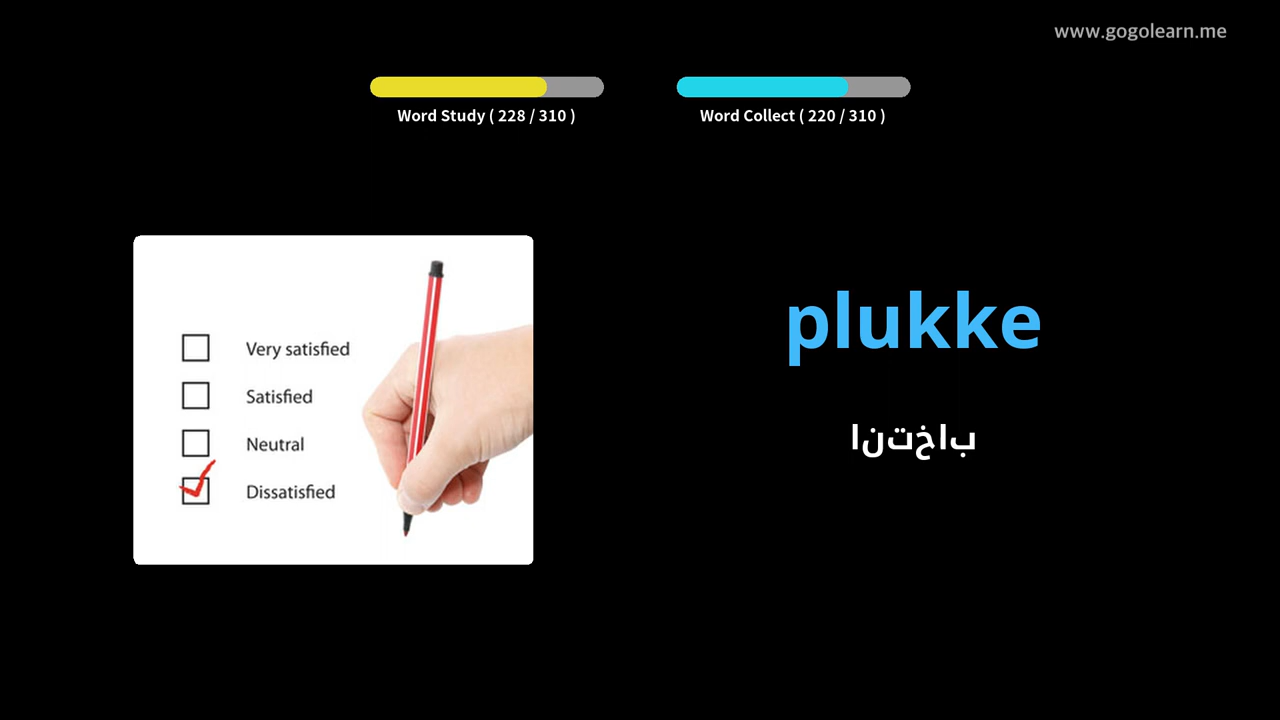 www.gogolearn.me
Word Study ( 228 / 310 )
Word Collect ( 220 / 310 )
Very satisfied
Satisfied
Neutral
Dissatisfied
plukke
انتخاب